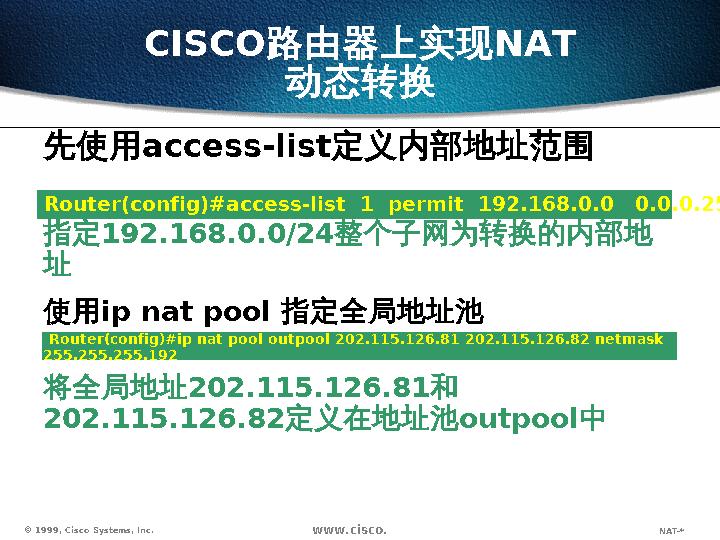 CISCO路由器上实现NAT
动态转换
先使用access-list定义内部地址范围
Router(config)#access-list 1 permit 192.168.0.0 0.0.0.25
指定192.168.0.0/24整个子网为转换的内部地
址
使用ip nat pool 指定全局地址池
Router(config)#ip nat pool outpool 202.115.126.81 202.115.126.82 netmask
255.255.255.192
将全局地址202.115.126.81和
202.115.126.82定义在地址池outpool中
© 1999, Cisco Systems, Inc.
www.cisco.
NAT-*